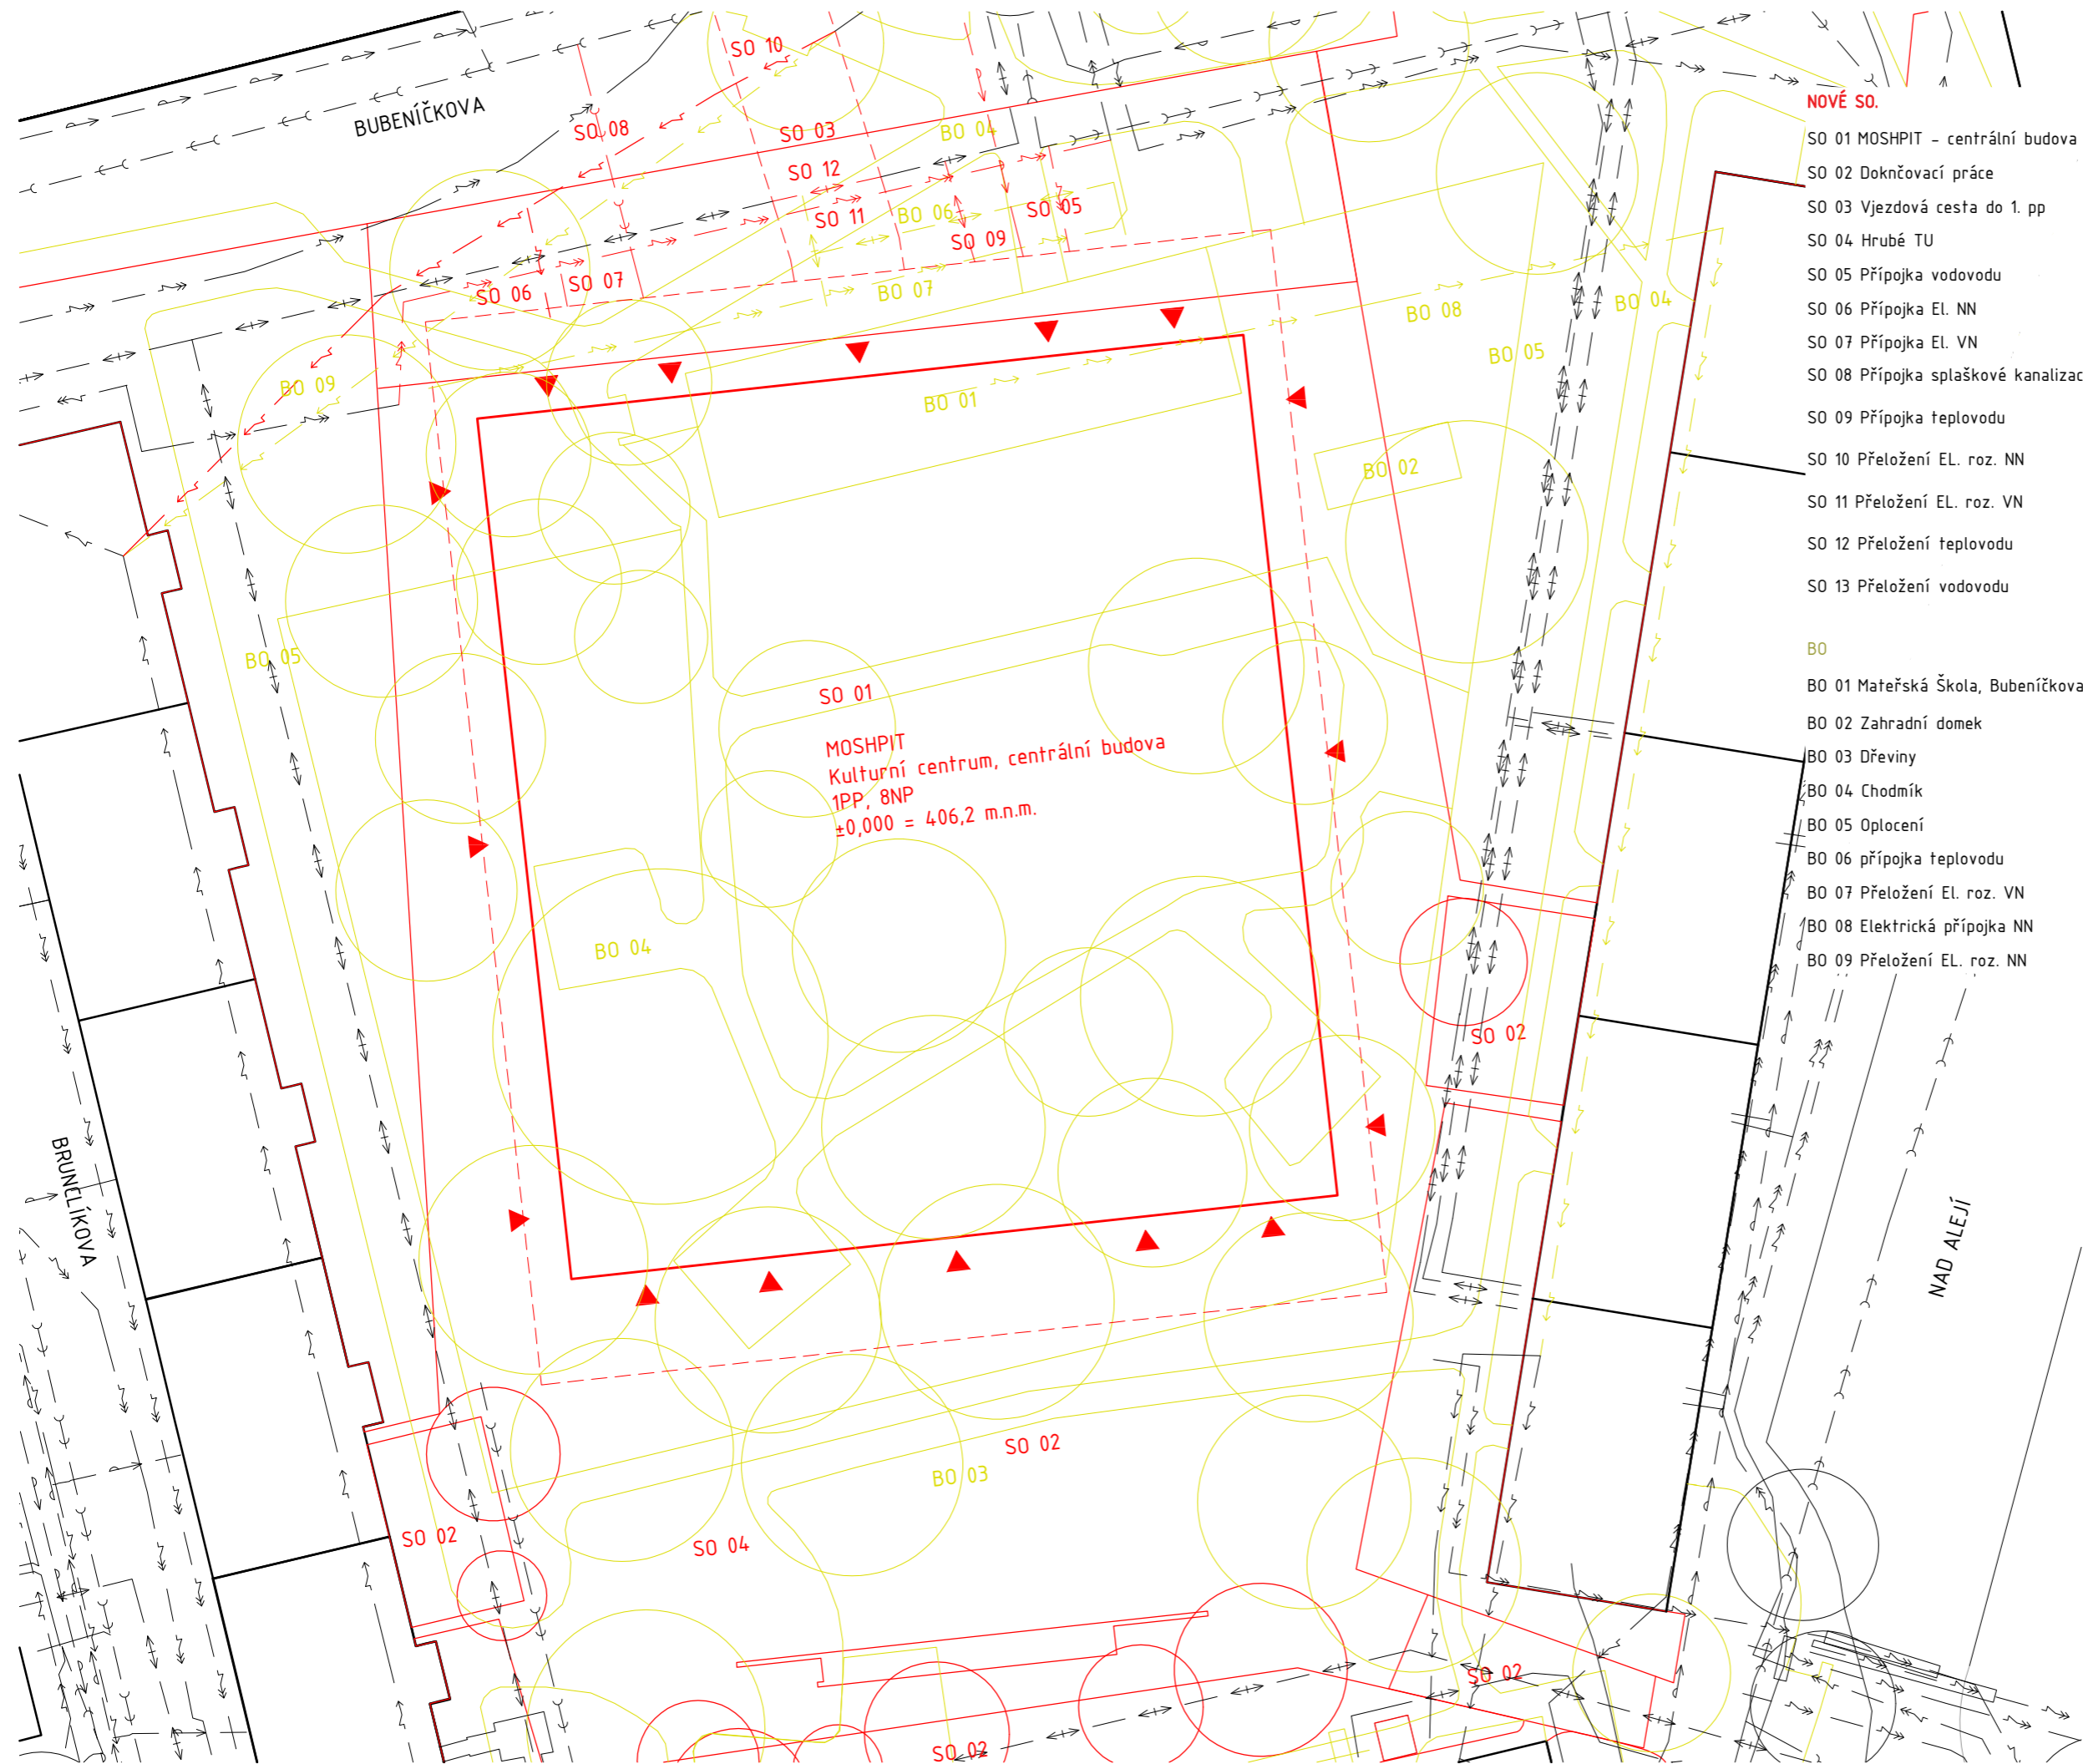 SO 10
BUBENÍČKOVA
SO 08
SO 03
BO 04
SO 12
SO 11
BO 06
SO 05
SO 09
SO 06
SO 07
BO 07
BO 08
BO 04
BO 05
BO 09
BO 01
BO 02
BO 05
SO 01
MOSHPIT
Kulturní centrum, centrální budova
1PP, 8NP
±0,000 = 406,2 m.n.m.
BO 04
SO 02
BRUNCLÍKOVA
NAD ALEJÍ
SO 02
BO 03
SO 02
SO 04
SO 02
SO 02
NOVÉ SO.
SO 01 MOSHPIT - centrální budova
SO 02 Doknčovací práce
SO 03 Vjezdová cesta do 1. pp
SO 04 Hrubé TU
SO 05 Přípojka vodovodu
SO 06 Přípojka El. NN
SO 07 Přípojka El. VN
SO 08 Přípojka splaškové kanalizac
SO 09 Přípojka teplovodu
SO 10 Přeložení EL. roz. NN
SO 11 Přeložení EL. roz. VN
SO 12 Přeložení teplovodu
SO 13 Přeložení vodovodu
BO
BO 01 Mateřská Škola, Bubeníčkova
BO 02 Zahradní domek
BO 03 Dřeviny
BO 04 Chodmík
BO 05 Oplocení
BO 06 přípojka teplovodu
BO 07 Přeložení El. roz. VN
BO 08 Elektrická přípojka NN
BO 09 Přeložení EL. roz. NN